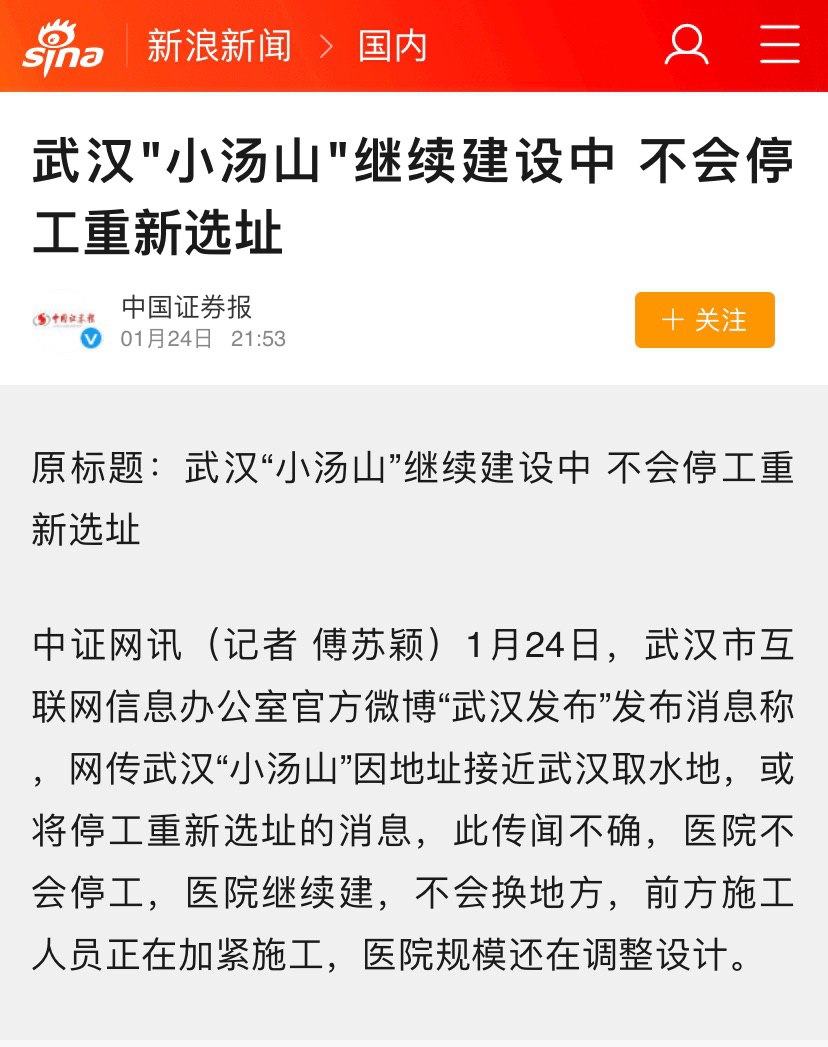 sina 新浪新闻 > 国内
武汉"小汤山"继续建设中 不会停
工重新选址
中国证券报
中国证券报
01月24日 21:53
+ 关注
原标题：武汉“小汤山”继续建设中 不会停工重
新选址
中证网讯（记者 傅苏颖）1月24日，武汉市互
联网信息办公室官方微博“武汉发布”发布消息称
，网传武汉“小汤山”因地址接近武汉取水地，或
将停工重新选址的消息，此传闻不确，医院不
会停工，医院继续建，不会换地方，前方施工
人员正在加紧施工，医院规模还在调整设计。